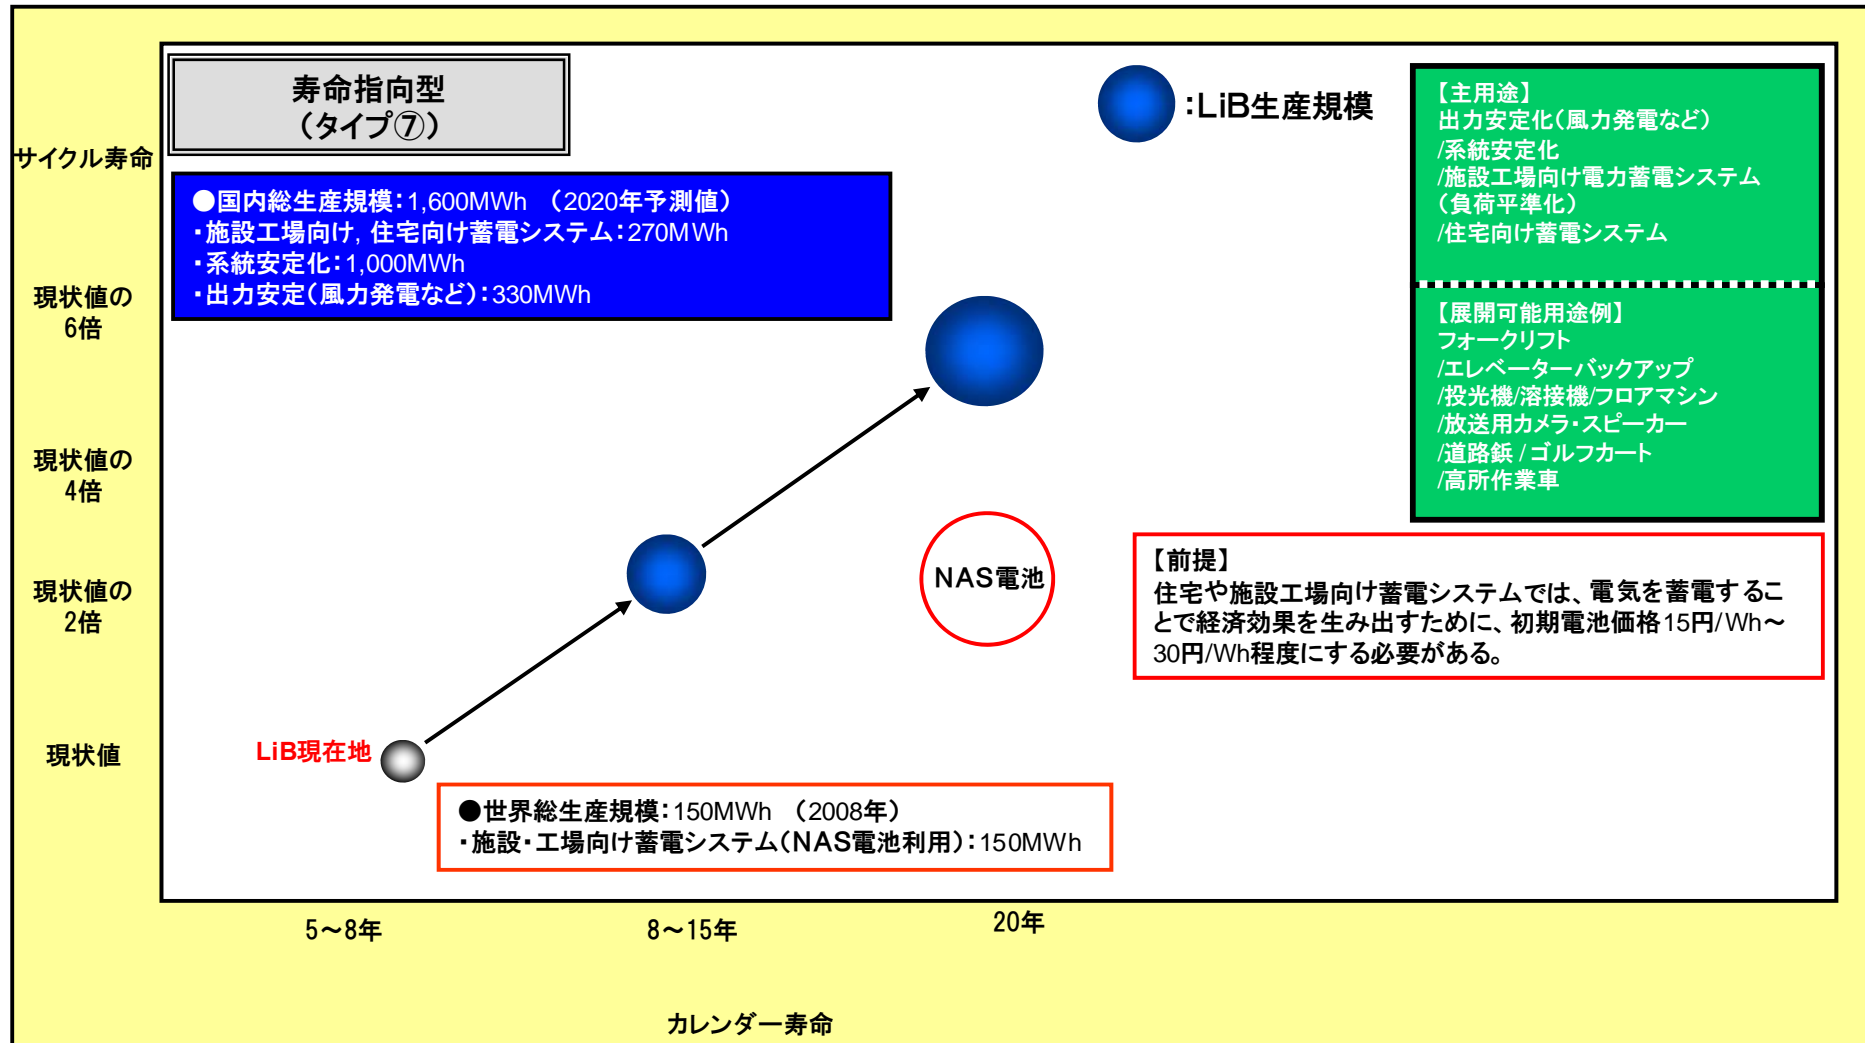 寿命指向型
（タイプ⑦）
：LiB生産規模
サイクル寿命
●国内総生産規模：1,600MWh （2020年予測値）
・施設工場向け, 住宅向け蓄電システム：270MWh
・系統安定化：1,000MWh
・出力安定（風力発電など）：330MWh
【主用途】
出力安定化（風力発電など）
/系統安定化
/施設工場向け電力蓄電システム
（負荷平準化）
/住宅向け蓄電システム
【展開可能用途例】
フォークリフト
/エレベーターバックアップ
/投光機/溶接機/フロアマシン
/放送用カメラ・スピーカー
/道路鋲 / ゴルフカート
/高所作業車
現状値の
6倍
現状値の
4倍
現状値の
2倍
現状値
NAS電池
【前提】
住宅や施設工場向け蓄電システムでは、電気を蓄電するこ
とで経済効果を生み出すために、初期電池価格15円/Wh～
30円/Wh程度にする必要がある。
LiB現在地
●世界総生産規模：150MWh （2008年）
・施設・工場向け蓄電システム（NAS電池利用）：150MWh
5～8年
8～15年
20年
カレンダー寿命